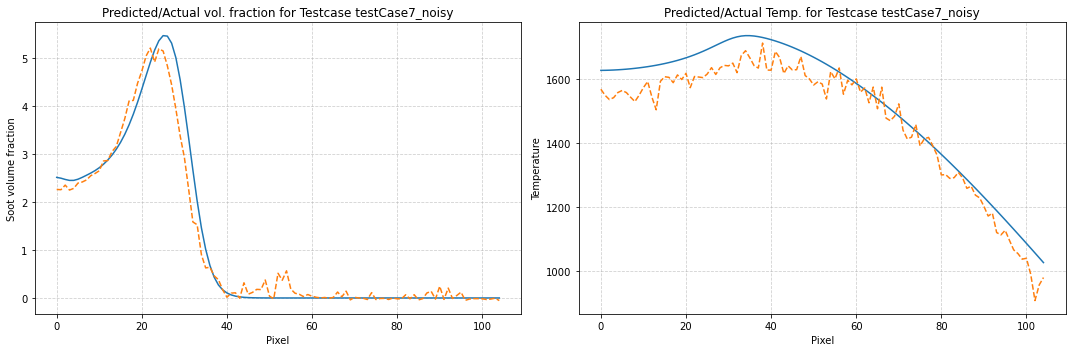 Predicted/Actual vol. fraction for Testcase testCase7_noisy
Soot volume fraction
5
4
3
2
1
0
0 20 40 60 80 100
Pixel
Predicted/Actual Temp. for Testcase testCase7_noisy
Temperature
1600
1400
1200
1000
0 20 40 60 80 100
Pixel